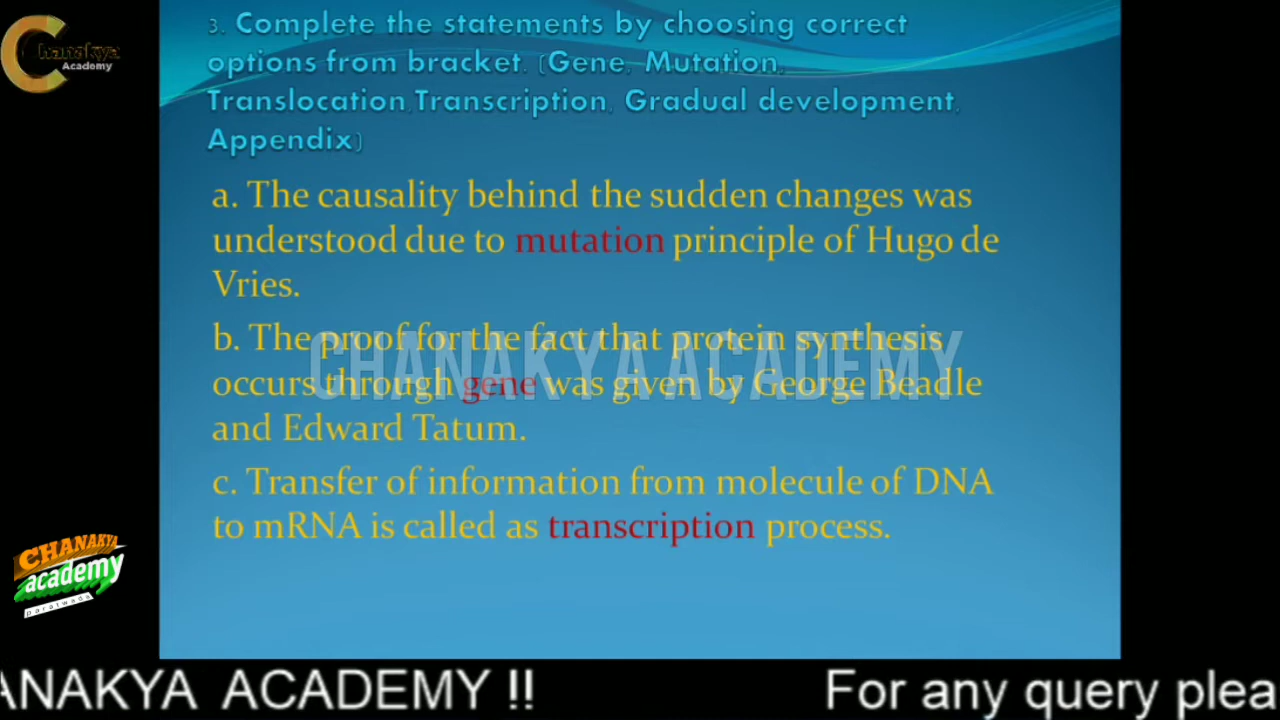 Chanakya
Academy
3. Complete the statements by choosing correct
options from bracket. (Gene, Mutation,
Translocation,Transcription, Gradual development,
Appendix)
a. The causality behind the sudden changes was
understood due to mutation principle of Hugo de
Vries.
b. The proof for the fact that protein synthesis
occurs through gene was given by George Beadle
and Edward Tatum.
CHANAKYA ACADEMY
c. Transfer of information from molecule of DNA
to mRNA is called as transcription process.
CHANAKYA
academy
paratwada
ANAKYA ACADEMY !!
For any query plea